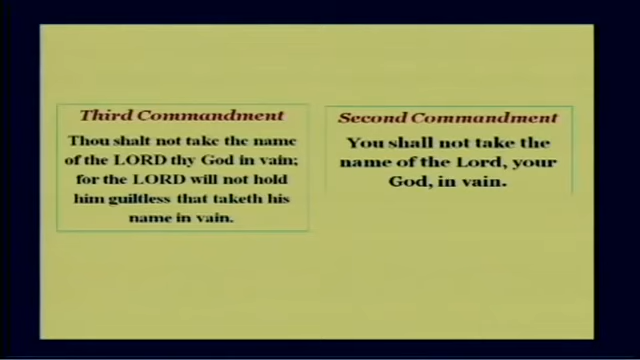 Third Commandment
Thou shalt not take the name
of the LORD thy God in vain;
for the LORD will not hold
him guiltless that taketh his
name in vain.
Second Commandment
You shall not take the
name of the Lord, your
God, in vain.